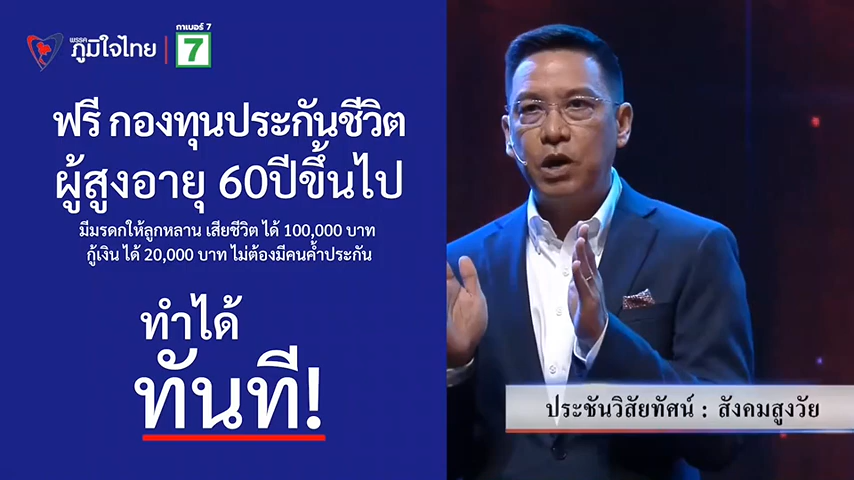 พรรค
ภูมิใจไทย
กาเบอร์ 7
7
ฟรี กองทุนประกันชีวิต
ผู้สูงอายุ 60ปีขึ้นไป
มีมรดกให้ลูกหลาน เสียชีวิต ได้ 100,000 บาท
กู้เงิน ได้ 20,000 บาท ไม่ต้องมีคนค้ำประกัน
ทำได้
ทันที!
ประชันวิสัยทัศน์ : สังคมสูงวัย